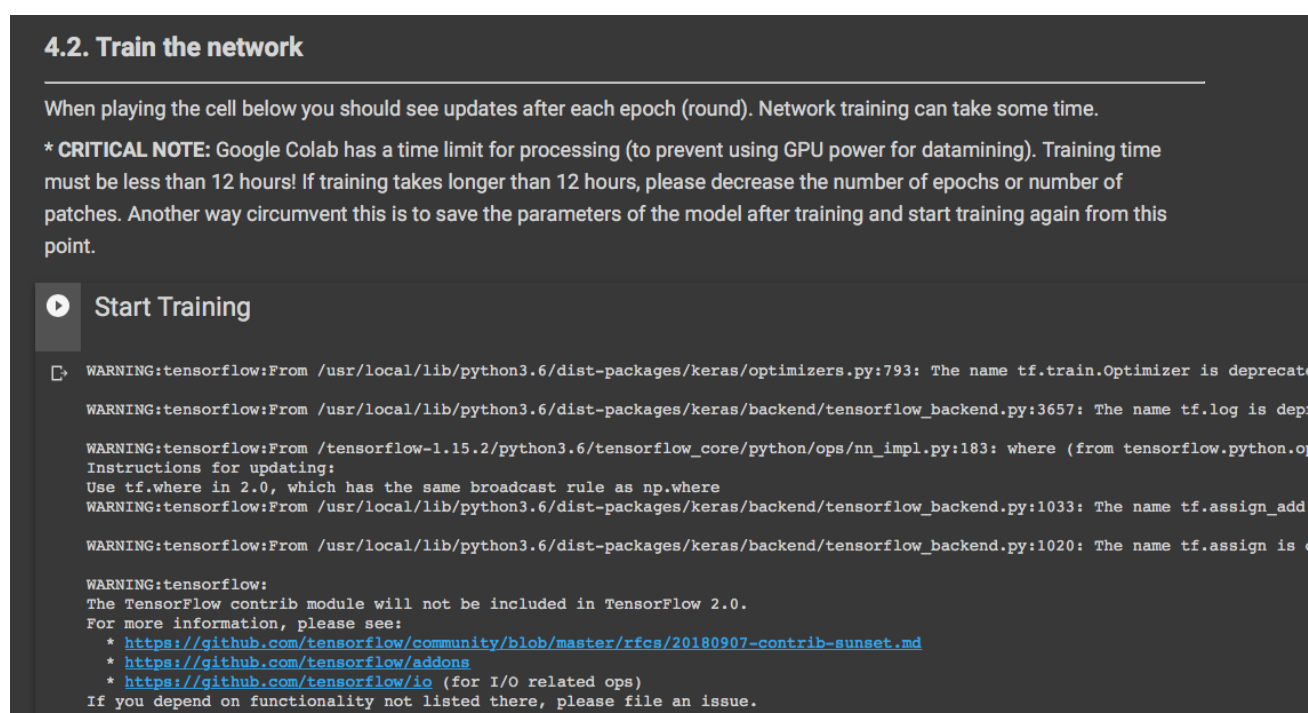 4.2. Train the network
When playing the cell below you should see updates after each epoch (round). Network training can take some time.
* CRITICAL NOTE: Google Colab has a time limit for processing (to prevent using GPU power for datamining). Training time
must be less than 12 hours! If training takes longer than 12 hours, please decrease the number of epochs or number of
patches. Another way circumvent this is to save the parameters of the model after training and start training again from this
point.
Start Training
WARNING:tensorflow:From /usr/local/lib/python3.6/dist-packages/keras/optimizers.py:793: The name tf.train.Optimizer is deprecate
WARNING:tensorflow:From /usr/local/lib/python3.6/dist-packages/keras/backend/tensorflow_backend.py:3657: The name tf.log is
WARNING:tensorflow:From /tensorflow-1.15.2/python3.6/tensorflow_core/python/ops/nn_impl.py:183: where (from tensorflow.python.op
Instructions for updating:
Use tf.where in 2.0, which has the same broadcast rule as np.where
WARNING:tensorflow:From /usr/local/lib/python3.6/dist-packages/keras/backend/tensorflow_backend.py:1033: The name tf.assign_add
WARNING:tensorflow:From /usr/local/lib/python3.6/dist-packages/keras/backend/tensorflow_backend.py:1020: The name tf.assign is
WARNING:tensorflow:
The TensorFlow contrib module will not be included in TensorFlow 2.0.
For more information, please see:
* https://github.com/tensorflow/community/blob/master/rfcs/20180907-contrib-sunset.md
* https://github.com/tensorflow/addons
* https://github.com/tensorflow/io (for I/O related ops)
If you depend on functionality not listed there, please file an issue.